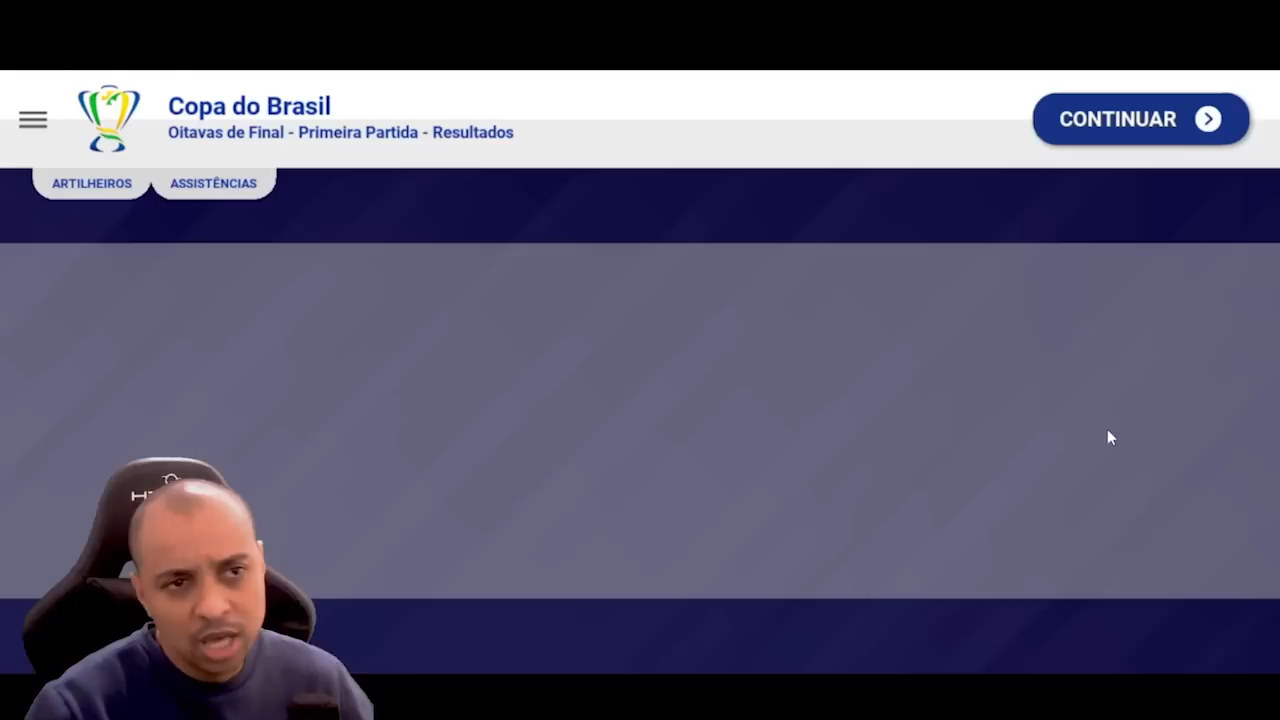 Copa do Brasil
Oitavas de Final - Primeira Partida - Resultados
CONTINUAR
ARTILHEIROS
ASSISTÊNCIAS